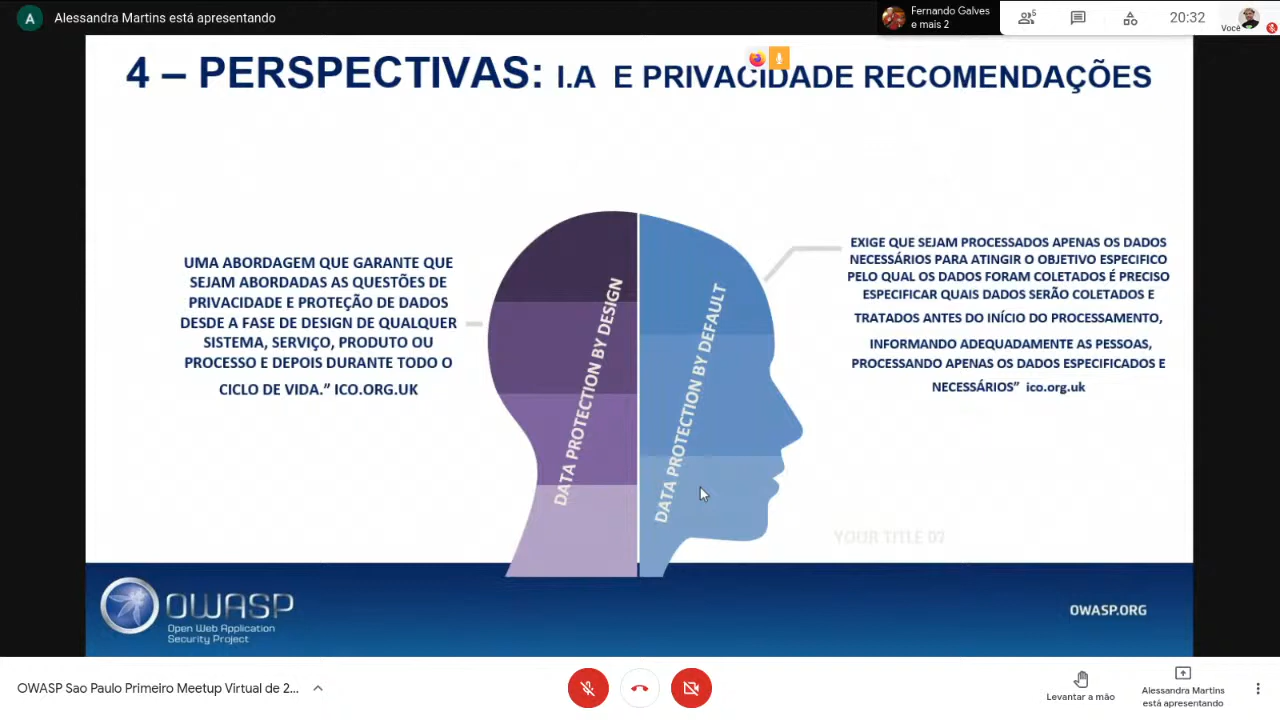 A
Alessandra Martins está apresentando
Fernando Galves
e mais 2
5
20:32
Você
4 – PERSPECTIVAS: I.A E PRIVACIDADE RECOMENDAÇÕES
UMA ABORDAGEM QUE GARANTE QUE
SEJAM ABORDADAS AS QUESTÕES DE
PRIVACIDADE E PROTEÇÃO DE DADOS
DESDE A FASE DE DESIGN DE QUALQUER
SISTEMA, SERVIÇO, PRODUTO OU
PROCESSO E DEPOIS DURANTE TODO O
CICLO DE VIDA.” ICO.ORG.UK
DATA PROTECTION BY DESIGN
DATA PROTECTION BY DEFAULT
EXIGE QUE SEJAM PROCESSADOS APENAS OS DADOS
NECESSÁRIOS PARA ATINGIR O OBJETIVO ESPECIFICO
PELO QUAL OS DADOS FORAM COLETADOS É PRECISO
ESPECIFICAR QUAIS DADOS SERÃO COLETADOS E
TRATADOS ANTES DO INÍCIO DO PROCESSAMENTO,
INFORMANDO ADEQUADAMENTE AS PESSOAS,
PROCESSANDO APENAS OS DADOS ESPECIFICADOS E
NECESSÁRIOS” ico.org.uk
YOUR TITLE 07
OWASP
Open Web Application
Security Project
OWASP.ORG
OWASP Sao Paulo Primeiro Meetup Virtual de 2...
Levantar a mão
Alessandra Martins
está apresentando